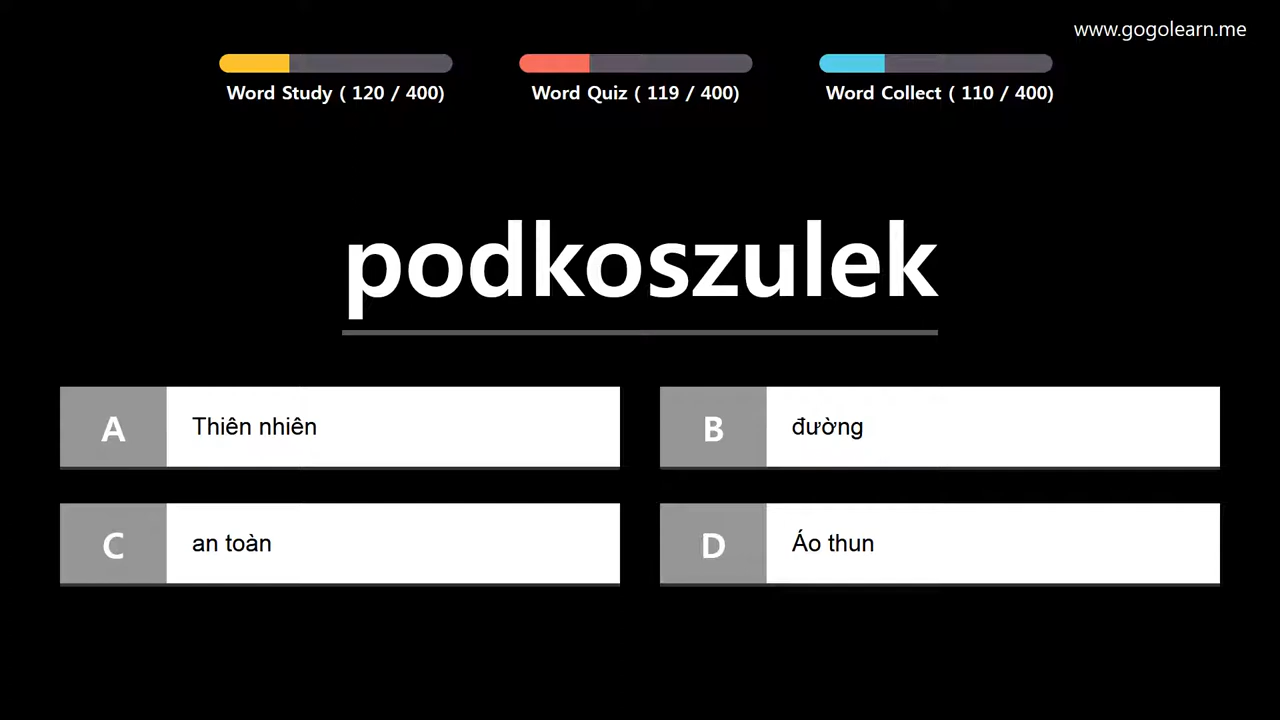 www.gogolearn.me
Word Study ( 120 / 400)
Word Quiz ( 119 / 400)
Word Collect ( 110 / 400)
podkoszulek
A Thiên nhiên
B đường
C an toàn
D Áo thun